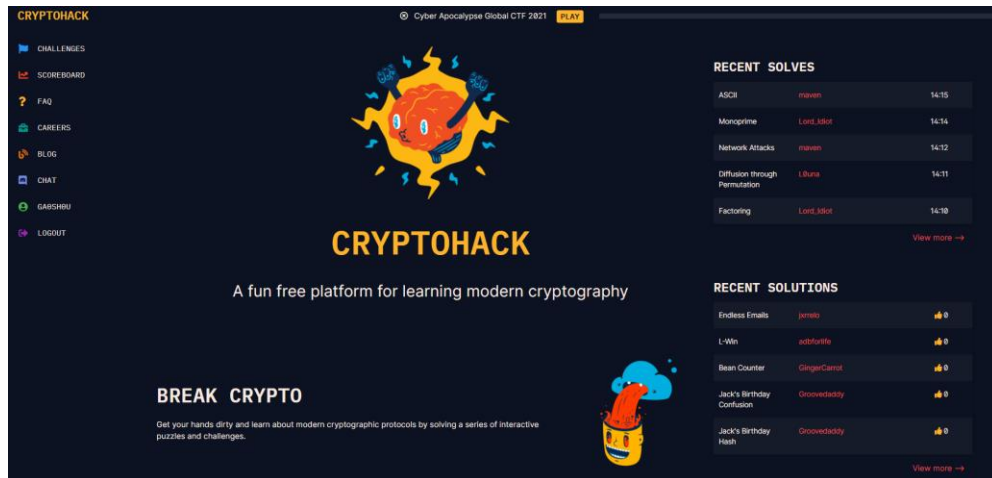 CRYPTOHACK
Cyber Apocalypse Global CTF 2021 PLAY
CHALLENGES
SCOREBOARD
FAQ
CAREERS
BLOG
CHAT
GA0SH0U
LOGOUT
CRYPTOHACK
A fun free platform for learning modern cryptography
BREAK CRYPTO
Get your hands dirty and learn about modern cryptographic protocols by solving a series of interactive
puzzles and challenges.
RECENT SOLVES
ASCII maven 14:15
Monoprime Lord_Idiot 14:14
Network Attacks maven 14:12
Diffusion through L0una 14:11
Permutation
Factoring Lord_Idiot 14:10
View more →
RECENT SOLUTIONS
Endless Emails 0
L-Win adbforlife 0
Bean Counter GingerCarrot 0
Jack's Birthday Groovedaddy 0
Confusion
Jack's Birthday Groovedaddy 0
Hash
View more →